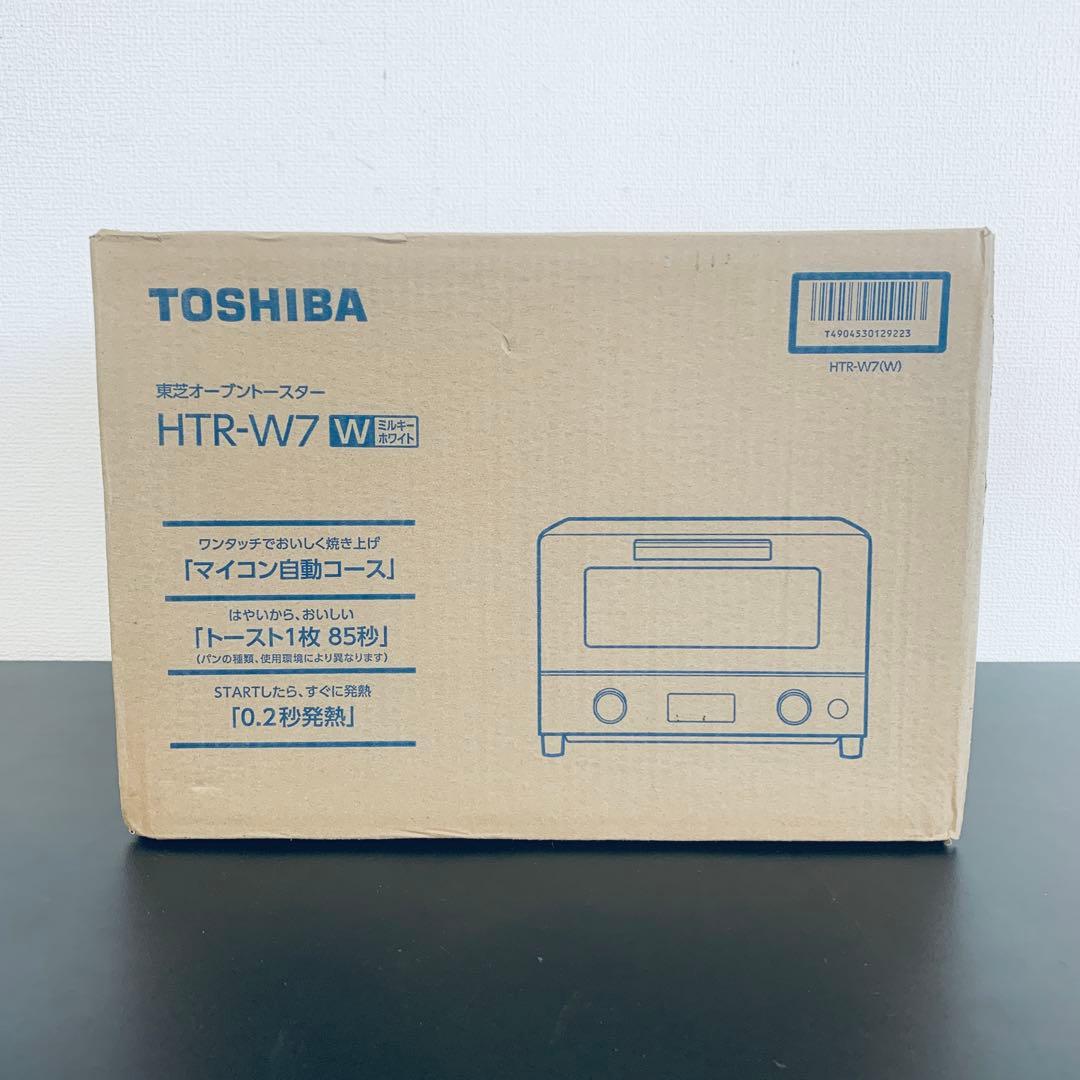 TOSHIBA
T4904530129223
HTR-W7(W)
東芝オーブントースター
HTR-W7 W ミルキー
ホワイト
ワンタッチでおいしく焼き上げ
「マイコン自動コース」
はやいから、おいしい
「トースト1枚 85秒」
(パンの種類、使用環境により異なります)
STARTしたら、すぐに発熱
「0.2秒発熱」